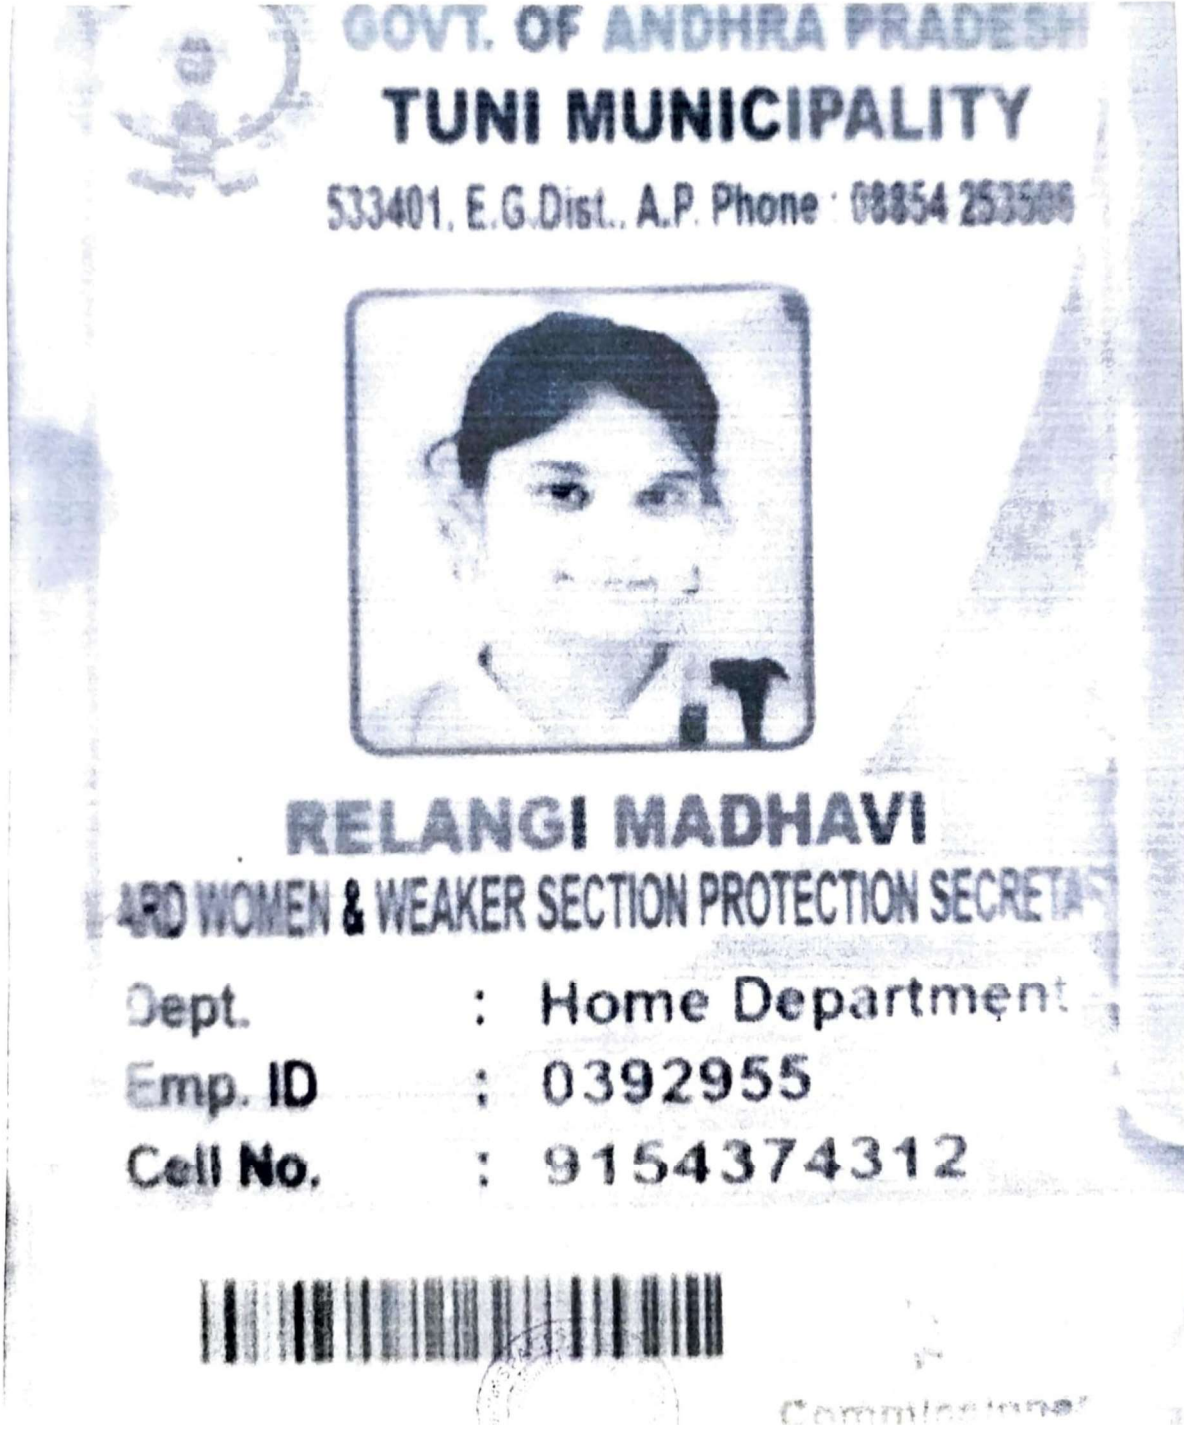 GOVT. OF ANDHRA PRADESH
TUNI MUNICIPALITY
533401, E.G.Dist., A.P. Phone : 08854 253506
RELANGI MADHAVI
ARD WOMEN & WEAKER SECTION PROTECTION SECRETA
Dept. : Home Department
Emp. ID : 0392955
Cell No. : 9154374312
Commissioner